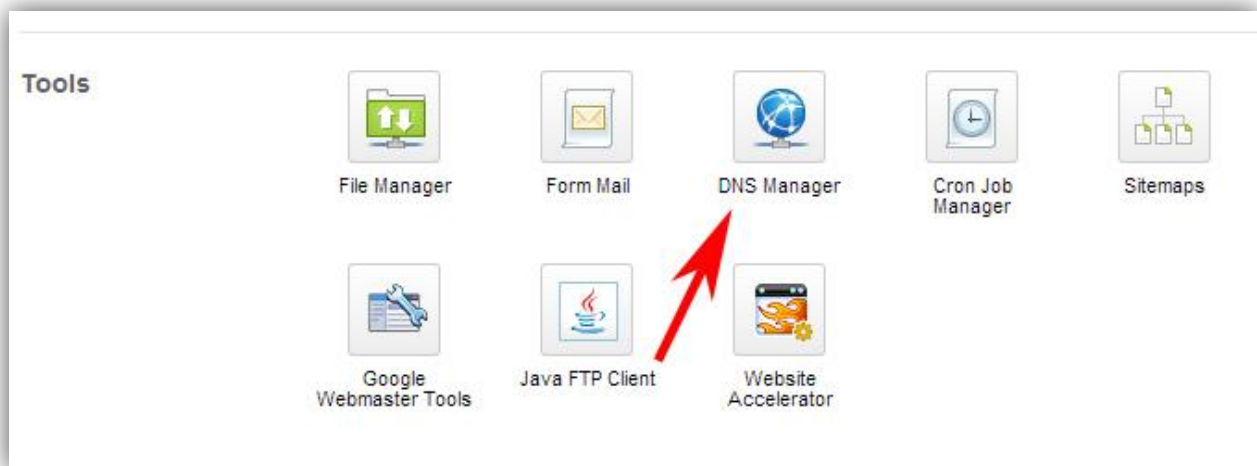 Tools
File Manager
Form Mail
DNS Manager
Cron Job
Manager
Sitemaps
Google
Webmaster Tools
Java FTP Client
Website
Accelerator